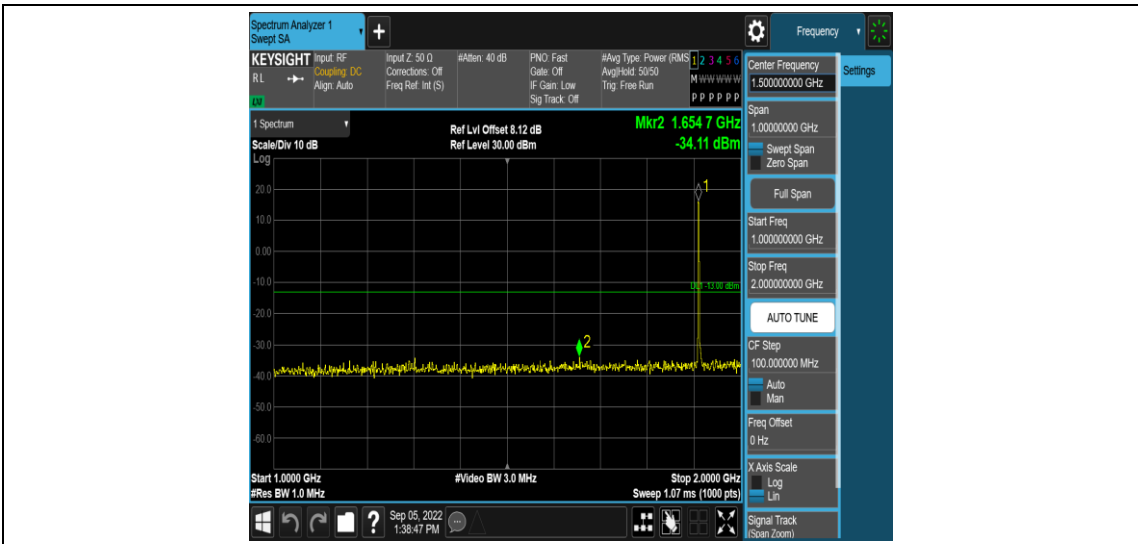 Spectrum Analyzer 1
Swept SA
+
Frequency
KEYSIGHT
RL
LXI
Input: RF
Coupling: DC
Align: Auto
Input Z: 50 Ω
Corrections: Off
Freq Ref: Int (S)
#Atten: 40 dB
PNO: Fast
Gate: Off
IF Gain: Low
Sig Track: Off
#Avg Type: Power (RMS
Avg|Hold: 50/50
Trig: Free Run
1 2 3 4 5 6
M W W W W W
P P P P P P
Center Frequency
1.500000000 GHz
Settings
Span
1.00000000 GHz
Swept Span
Zero Span
Full Span
Start Freq
1.000000000 GHz
Stop Freq
2.000000000 GHz
AUTO TUNE
CF Step
100.000000 MHz
Auto
Man
Freq Offset
0 Hz
X Axis Scale
Log
Lin
Signal Track
(Span Zoom)
1 Spectrum
Scale/Div 10 dB
Log
Ref Lvl Offset 8.12 dB
Ref Level 30.00 dBm
Mkr2 1.654 7 GHz
-34.11 dBm
1
20.0
10.0
0.00
-10.0
DL1 -13.00 dBm
-20.0
-30.0
2
-40.0
-50.0
-60.0
Start 1.0000 GHz
#Res BW 1.0 MHz
#Video BW 3.0 MHz
Stop 2.0000 GHz
Sweep 1.07 ms (1000 pts)
?
Sep 05, 2022
1:38:47 PM